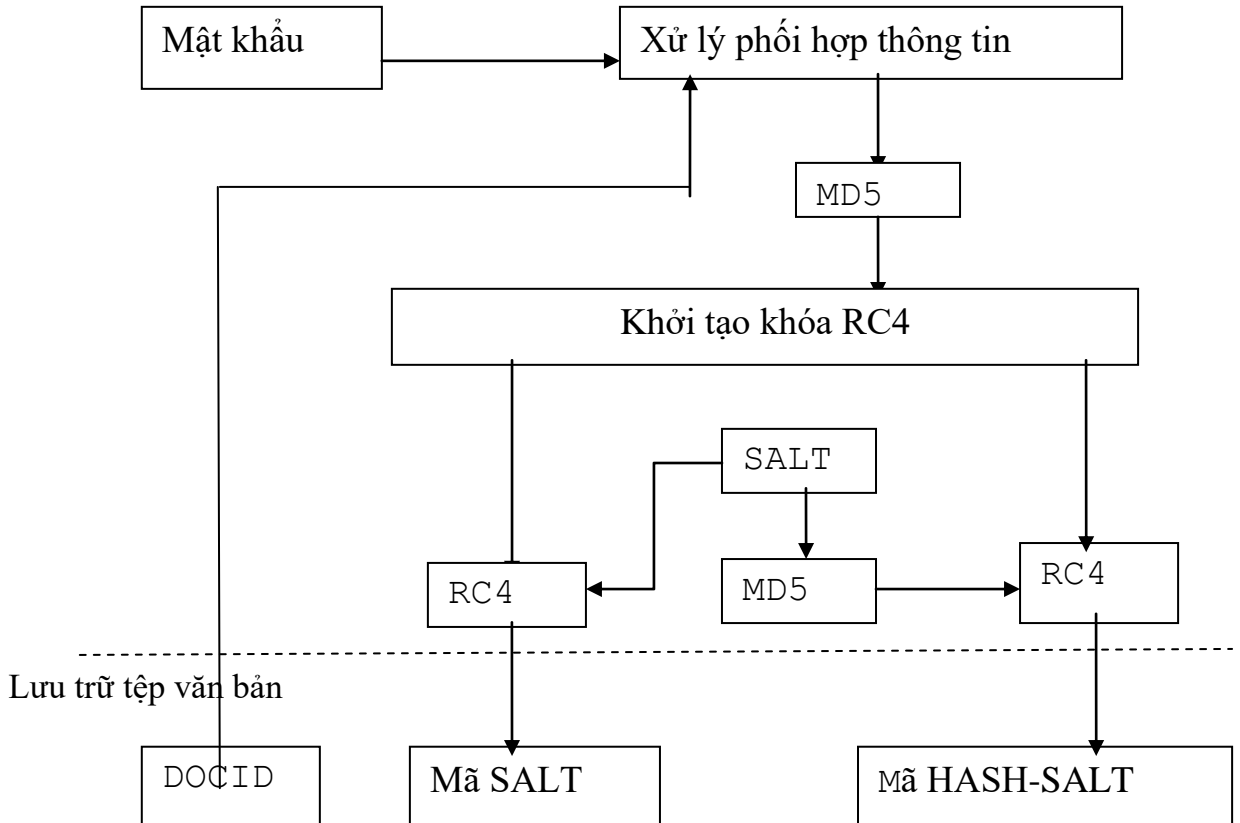 Mật khẩu
Xử lý phối hợp thông tin
MD5
Khởi tạo khóa RC4
SALT
RC4
MD5
RC4
Lưu trữ tệp văn bản
DOCID
Mã SALT
Mã HASH-SALT